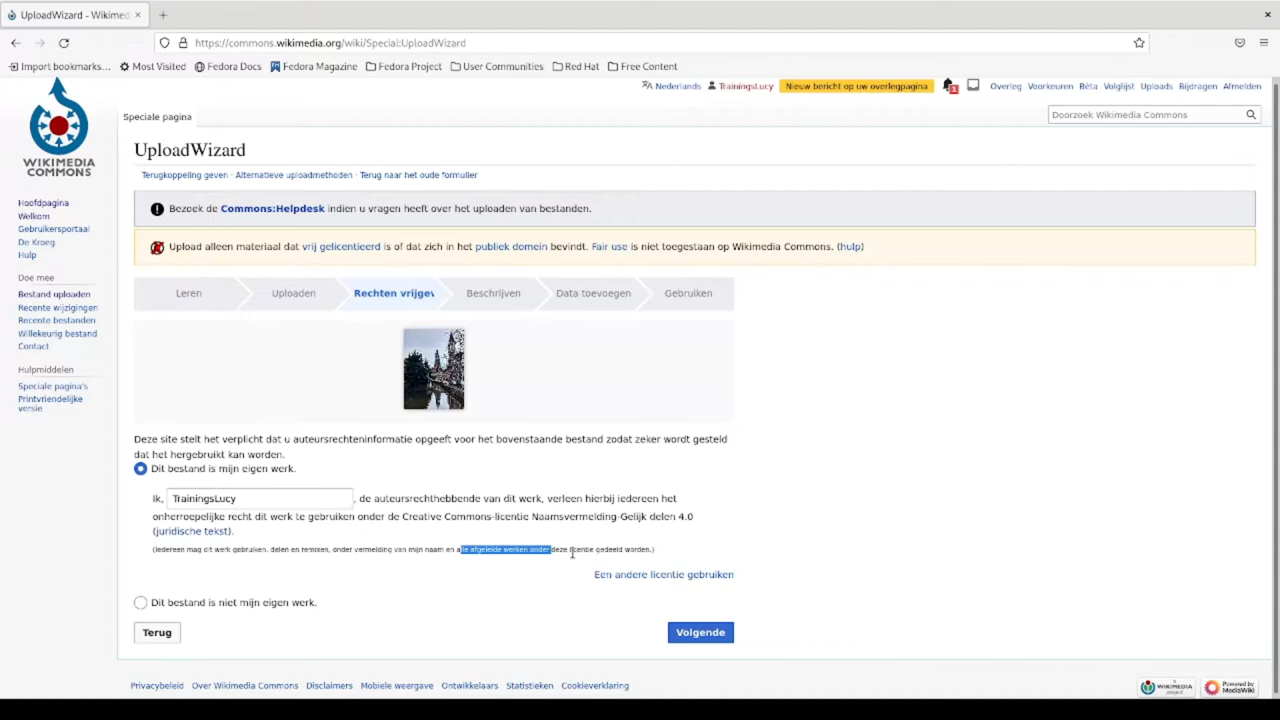 UploadWizard - Wikimed
https://commons.wikimedia.org/wiki/Special:UploadWizard
Import bookmarks... Most Visited Fedora Docs Fedora Magazine Fedora Project User Communities Red Hat Free Content
Nederlands TrainingsLucy Nieuw bericht op uw overlegpagina 1 Overleg Voorkeuren Bèta Volglijst Uploads Bijdragen Afmelden
Speciale pagina
Doorzoek Wikimedia Commons
WIKIMEDIA
COMMONS
UploadWizard
Terugkoppeling geven · Alternatieve uploadmethoden · Terug naar het oude formulier
Hoofdpagina
Welkom
Gebruikersportaal
De Kroeg
Hulp
Doe mee
Bestand uploaden
Recente wijzigingen
Recente bestanden
Willekeurig bestand
Contact
Hulpmiddelen
Speciale pagina's
Printvriendelijke
versie
Bezoek de Commons:Helpdesk indien u vragen heeft over het uploaden van bestanden.
Upload alleen materiaal dat vrij gelicentieerd is of dat zich in het publiek domein bevindt. Fair use is niet toegestaan op Wikimedia Commons. (hulp)
Leren Uploaden Rechten vrijgev Beschrijven Data toevoegen Gebruiken
Deze site stelt het verplicht dat u auteursrechteninformatie opgeeft voor het bovenstaande bestand zodat zeker wordt gesteld
dat het hergebruikt kan worden.
Dit bestand is mijn eigen werk.
Ik, TrainingsLucy , de auteursrechthebbende van dit werk, verleen hierbij iedereen het
onherroepelijke recht dit werk te gebruiken onder de Creative Commons-licentie Naamsvermelding-Gelijk delen 4.0
(juridische tekst).
(Iedereen mag dit werk gebruiken, delen en remixen, onder vermelding van mijn naam en alle afgeleide werken onder deze licentie gedeeld worden.)
Een andere licentie gebruiken
Dit bestand is niet mijn eigen werk.
Terug Volgende
Privacybeleid Over Wikimedia Commons Disclaimers Mobiele weergave Ontwikkelaars Statistieken Cookieverklaring
A
WIKIMEDIA
project
Powered by
MediaWiki